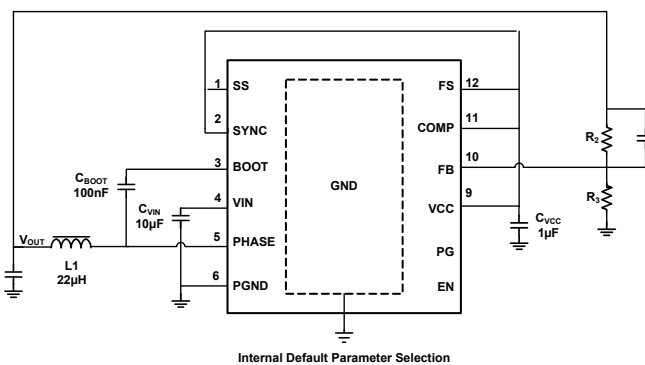 1 SS
2 SYNC
3 BOOT
4 VIN
5 PHASE
6 PGND
GND
FS 12
COMP 11
FB 10
VCC 9
PG
EN
CBOOT
100nF
CVIN
10µF
VOUT
L1
22µH
R2
R3
CVCC
1µF
Internal Default Parameter Selection